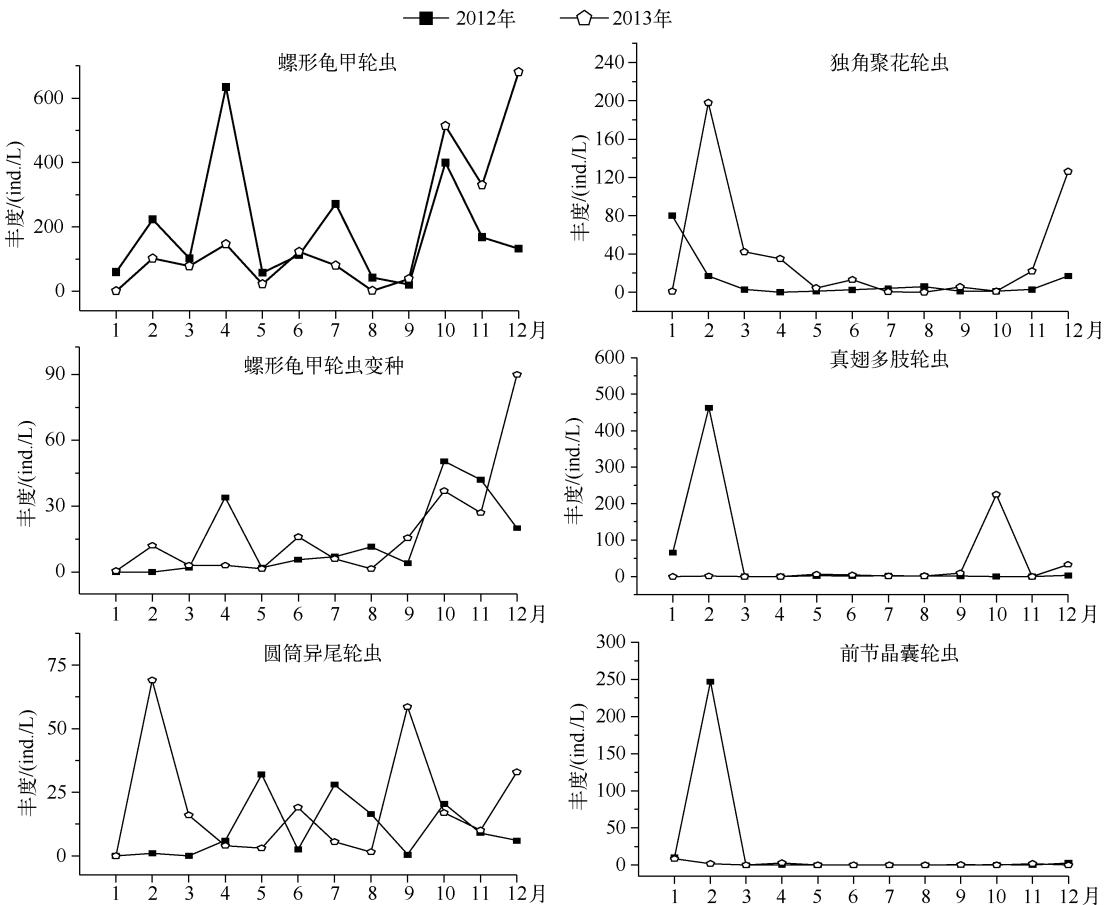 2012年 2013年
螺形龟甲轮虫
丰度/(ind./L)
600
400
200
0
1 2 3 4 5 6 7 8 9 10 11 12月
独角聚花轮虫
丰度/(ind./L)
240
200
160
120
80
40
0
1 2 3 4 5 6 7 8 9 10 11 12月
螺形龟甲轮虫变种
丰度/(ind./L)
90
60
30
0
1 2 3 4 5 6 7 8 9 10 11 12月
真翅多肢轮虫
丰度/(ind./L)
600
500
400
300
200
100
0
1 2 3 4 5 6 7 8 9 10 11 12月
圆筒异尾轮虫
丰度/(ind./L)
75
50
25
0
1 2 3 4 5 6 7 8 9 10 11 12月
前节晶囊轮虫
丰度/(ind./L)
300
250
200
150
100
50
0
1 2 3 4 5 6 7 8 9 10 11 12月